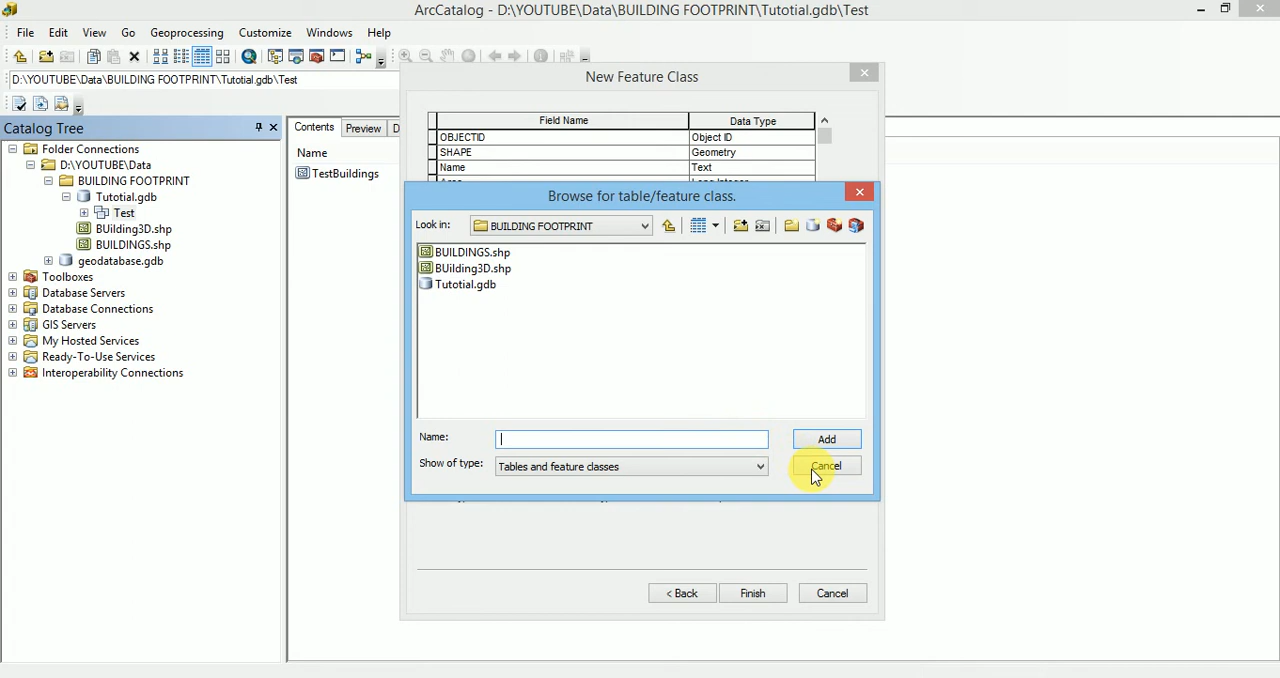 ArcCatalog - D:\YOUTUBE\Data\BUILDING FOOTPRINT\Tutotial.gdb\Test
File Edit View Go Geoprocessing Customize Windows Help
D:\YOUTUBE\Data\BUILDING FOOTPRINT\Tutotial.gdb\Test
Catalog Tree
Folder Connections
D:\YOUTUBE\Data
BUILDING FOOTPRINT
Tutotial.gdb
Test
BUilding3D.shp
BUILDINGS.shp
geodatabase.gdb
Toolboxes
Database Servers
Database Connections
GIS Servers
My Hosted Services
Ready-To-Use Services
Interoperability Connections
Contents Preview D
Name
TestBuildings
New Feature Class
Field Name Data Type
OBJECTID Object ID
SHAPE Geometry
Name Text
Browse for table/feature class.
Look in: BUILDING FOOTPRINT
BUILDINGS.shp
BUilding3D.shp
Tutotial.gdb
Name: Add
Show of type: Tables and feature classes Cancel
< Back Finish Cancel